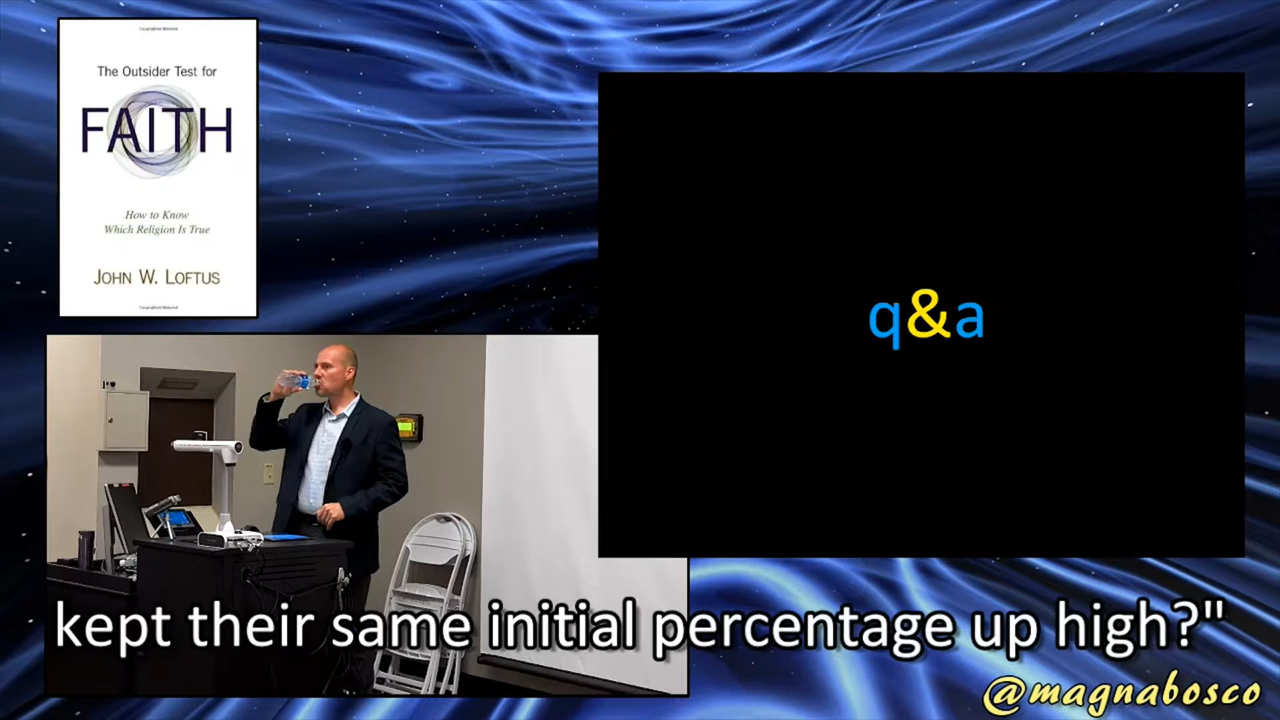 The Outsider Test for
FAITH
How to Know
Which Religion Is True
JOHN W. LOFTUS
q&a
kept their same initial percentage up high?"
@magnabosco